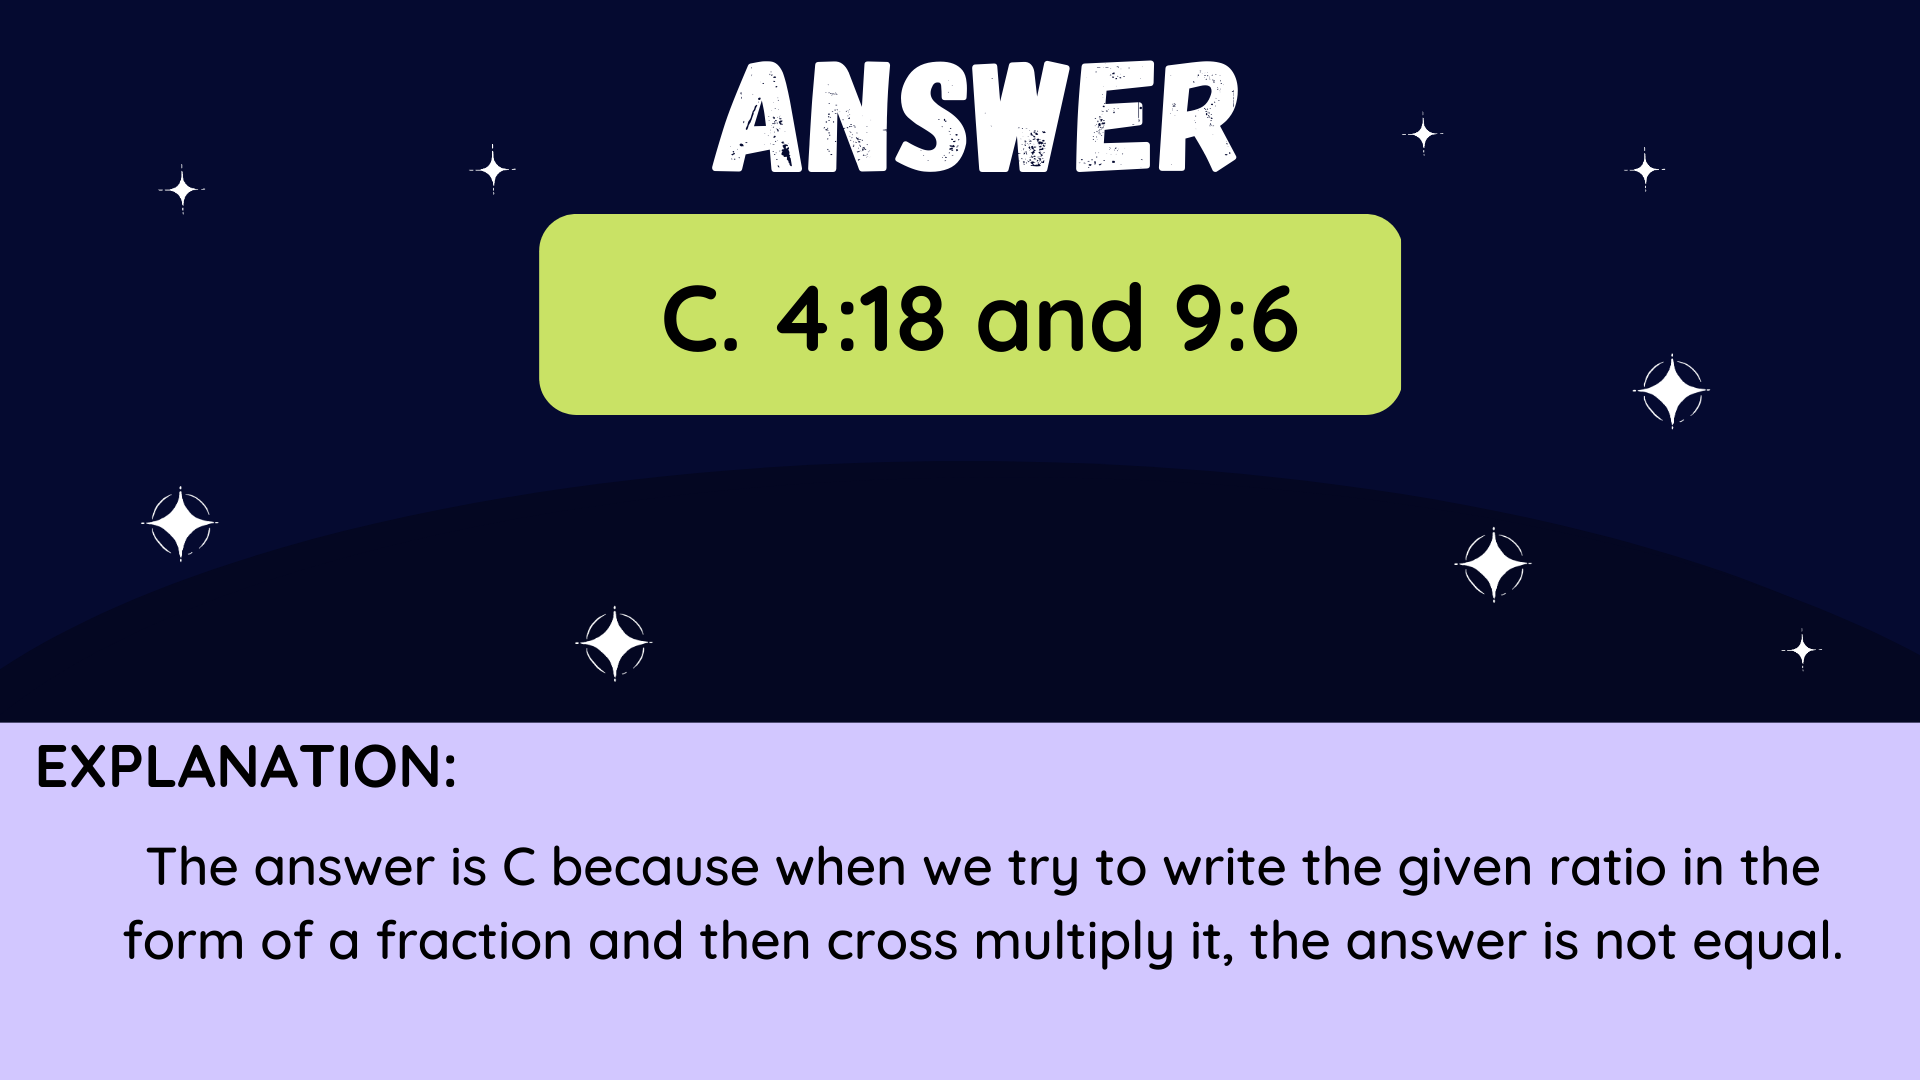 ANSWER
C. 4:18 and 9:6
EXPLANATION:
The answer is C because when we try to write the given ratio in the
form of a fraction and then cross multiply it, the answer is not equal.